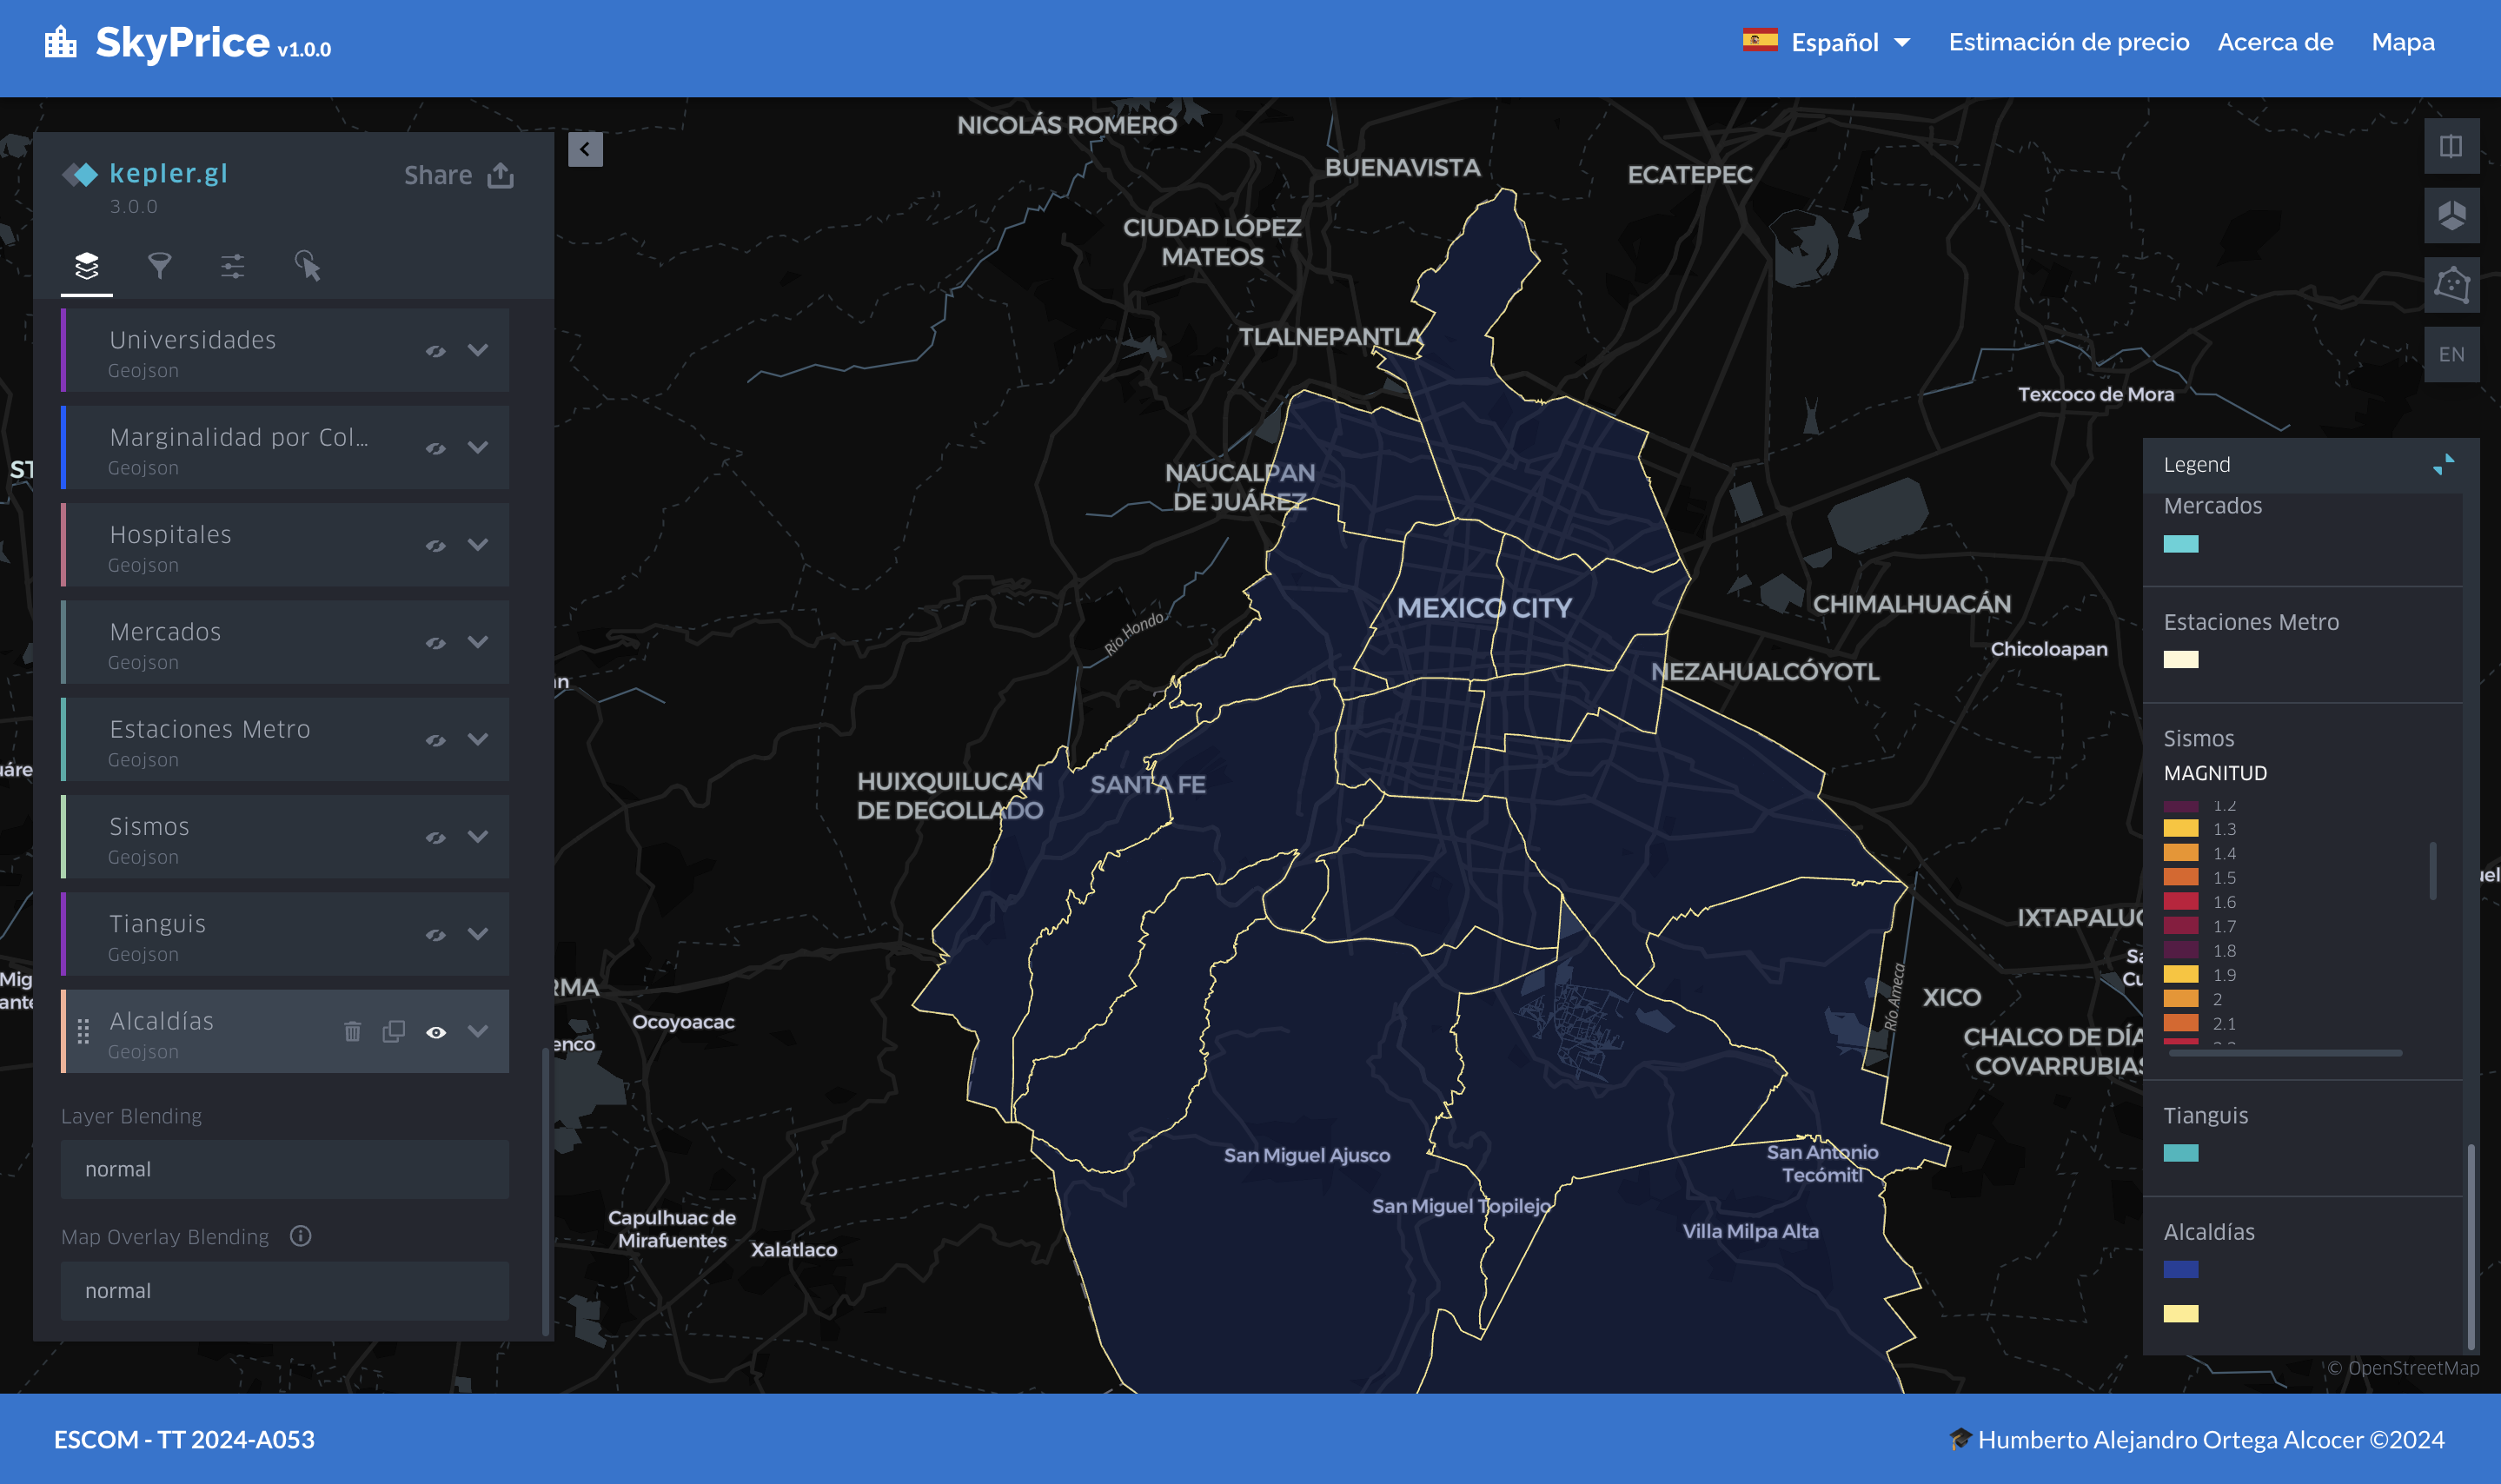 SkyPrice v1.0.0
Español
Estimación de precio
Acerca de
Mapa
kepler.gl
3.0.0
Share
Universidades
Geojson
Marginalidad por Col...
Geojson
Hospitales
Geojson
Mercados
Geojson
Estaciones Metro
Geojson
Sismos
Geojson
Tianguis
Geojson
Alcaldías
Geojson
Layer Blending
normal
Map Overlay Blending
normal
NICOLÁS ROMERO
BUENAVISTA
ECATEPEC
CIUDAD LÓPEZ
MATEOS
TLALNEPANTLA
Texcoco de Mora
NAUCALPAN
DE JUÁREZ
MEXICO CITY
CHIMALHUACÁN
Chicoloapan
Río Hondo
NEZAHUALCÓYOTL
HUIXQUILUCAN
DE DEGOLLADO
SANTA FE
IXTAPALUC
Río Ameca
XICO
CHALCO DE DÍA
COVARRUBIAS
RMA
Ocoyoacac
enco
San Miguel Ajusco
San Antonio
Tecómitl
San Miguel Topilejo
Villa Milpa Alta
Capulhuac de
Mirafuentes
Xalatlaco
EN
Legend
Mercados
Estaciones Metro
Sismos
MAGNITUD
1.2
1.3
1.4
1.5
1.6
1.7
1.8
1.9
2
2.1
Tianguis
Alcaldías
© OpenStreetMap
ESCOM - TT 2024-A053
Humberto Alejandro Ortega Alcocer ©2024